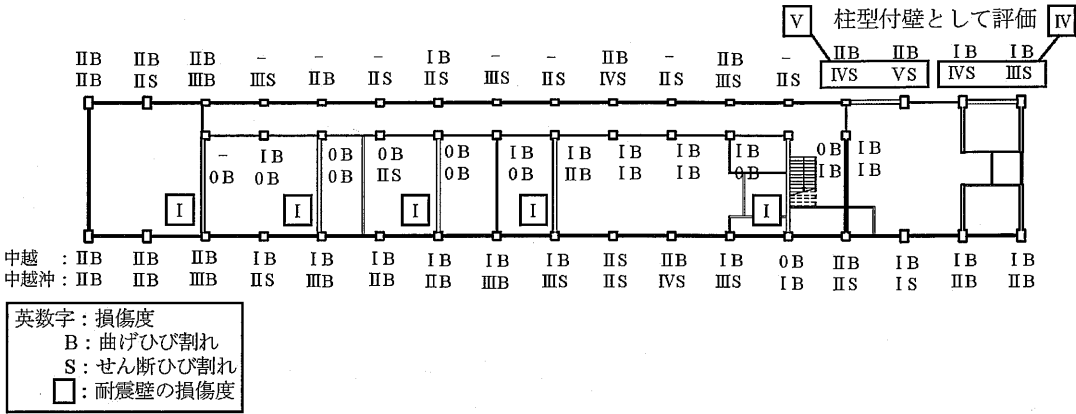 Ⅴ 柱型付壁として評価 Ⅳ
ⅡB ⅡB ⅡB － － － ⅠB － － ⅡB － ⅡB － ⅡB ⅡB ⅠB ⅠB
ⅡB ⅡS ⅢB ⅢS ⅡB ⅡS ⅡS ⅢS ⅡS ⅣS ⅡS ⅢS ⅡS ⅣS ⅤS ⅣS ⅢS
－ ⅠB 0B 0B 0B ⅠB ⅠB ⅠB ⅠB ⅠB 0B ⅠB
0B 0B 0B ⅡS 0B 0B ⅡB ⅠB ⅠB 0B ⅠB ⅠB
Ⅰ Ⅰ Ⅰ Ⅰ Ⅰ
中越 ：ⅡB ⅡB ⅡB ⅠB ⅠB ⅠB ⅠB ⅠB ⅠB ⅡS ⅡB ⅠB 0B ⅡB ⅠB ⅠB ⅠB
中越沖：ⅡB ⅡB ⅢB ⅡS ⅢB ⅡB ⅡB ⅢB ⅢS ⅡS ⅣS ⅢS ⅠB ⅡS ⅠS ⅡB ⅡB
英数字：損傷度
B：曲げひび割れ
S：せん断ひび割れ
：耐震壁の損傷度